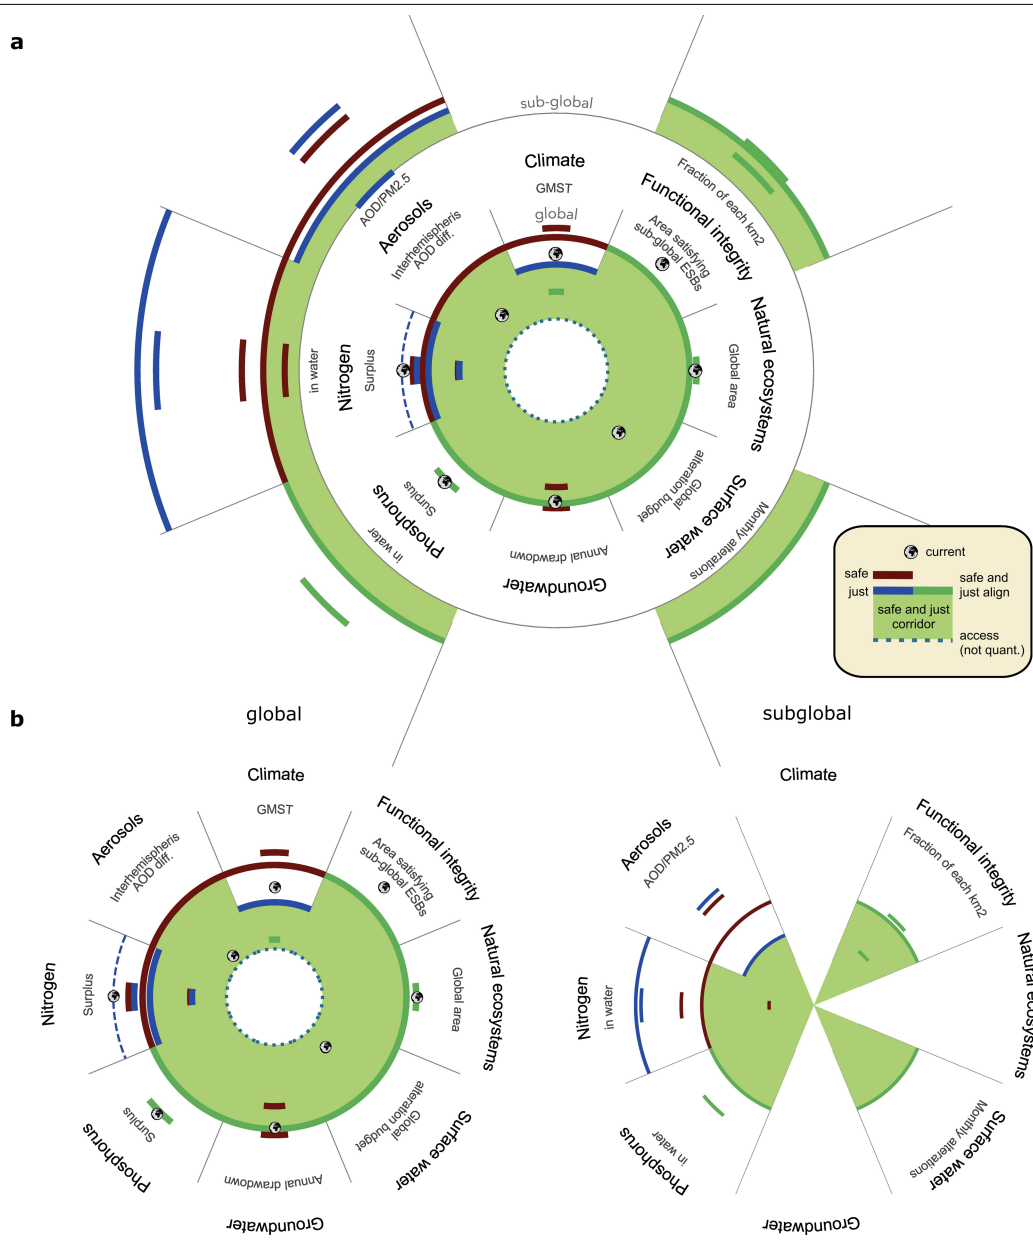 a
sub-global
Climate
GMST
global
Functional integrity
Fraction of each km2
Area satisfying
sub-global ESBs
Natural ecosystems
Global area
Surface water
Global
alteration budget
Monthly alterations
Groundwater
Annual drawdown
Phosphorus
Surplus
in water
Nitrogen
Surplus
in water
Aerosols
AOD/PM2.5
Interhemispheris
AOD diff.
current
safe
just
safe and
just align
safe and just
corridor
access
(not quant.)
b
global
Climate
GMST
Functional integrity
Area satisfying
sub-global ESBs
Natural ecosystems
Global area
Surface water
Global
alteration budget
Groundwater
Annual drawdown
Phosphorus
Surplus
Nitrogen
Surplus
Aerosols
Interhemispheris
AOD diff.
subglobal
Climate
Functional integrity
Fraction of each km2
Natural ecosystems
Surface water
Monthly alterations
Groundwater
Phosphorus
in water
Nitrogen
in water
Aerosols
AOD/PM2.5